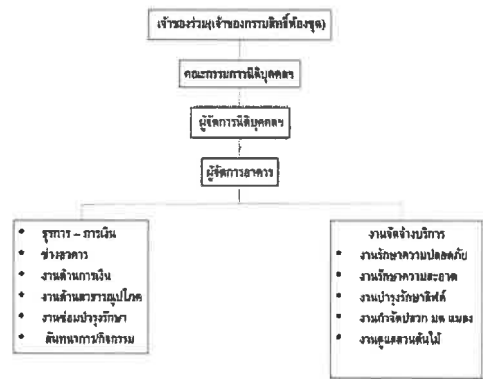 เจ้าของร่วม(เจ้าของกรรมสิทธิ์ห้องชุด)
คณะกรรมการนิติบุคคลฯ
ผู้จัดการนิติบุคคลฯ
ผู้จัดการอาคาร
• ธุรการ – การเงิน
• ช่างอาคาร
• งานด้านการเงิน
• งานด้านสาธารณูปโภค
• งานซ่อมบำรุงรักษา
• สันทนาการ/กิจกรรม
งานจัดจ้างบริการ
• งานรักษาความปลอดภัย
• งานรักษาความสะอาด
• งานบำรุงรักษาลิฟต์
• งานกำจัดปลวก มด แมลง
• งานดูแลสวนต้นไม้